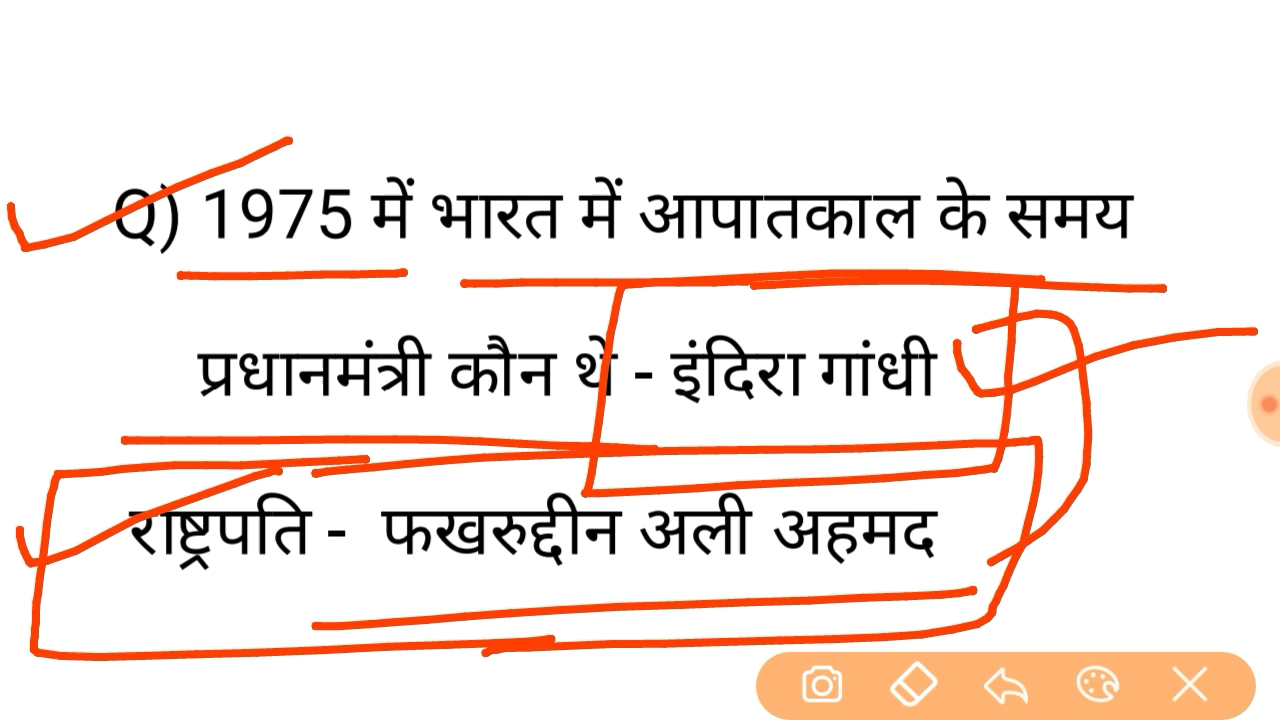 Q) 1975 में भारत में आपातकाल के समय
प्रधानमंत्री कौन थे - इंदिरा गांधी
राष्ट्रपति - फखरुद्दीन अली अहमद